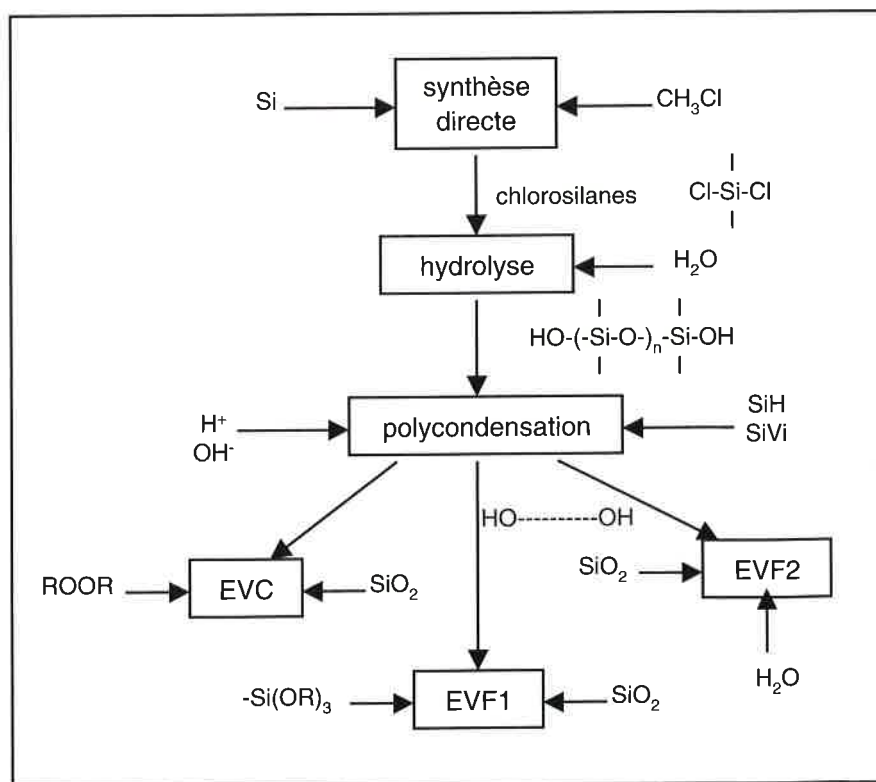 synthèse
directe
Si
CH₃Cl
chlorosilanes
Cl-Si-Cl
hydrolyse
H₂O
HO-(-Si-O-)ₙ-Si-OH
polycondensation
H⁺
OH⁻
SiH
SiVi
HO----------OH
ROOR
EVC
SiO₂
SiO₂
EVF2
H₂O
-Si(OR)₃
EVF1
SiO₂